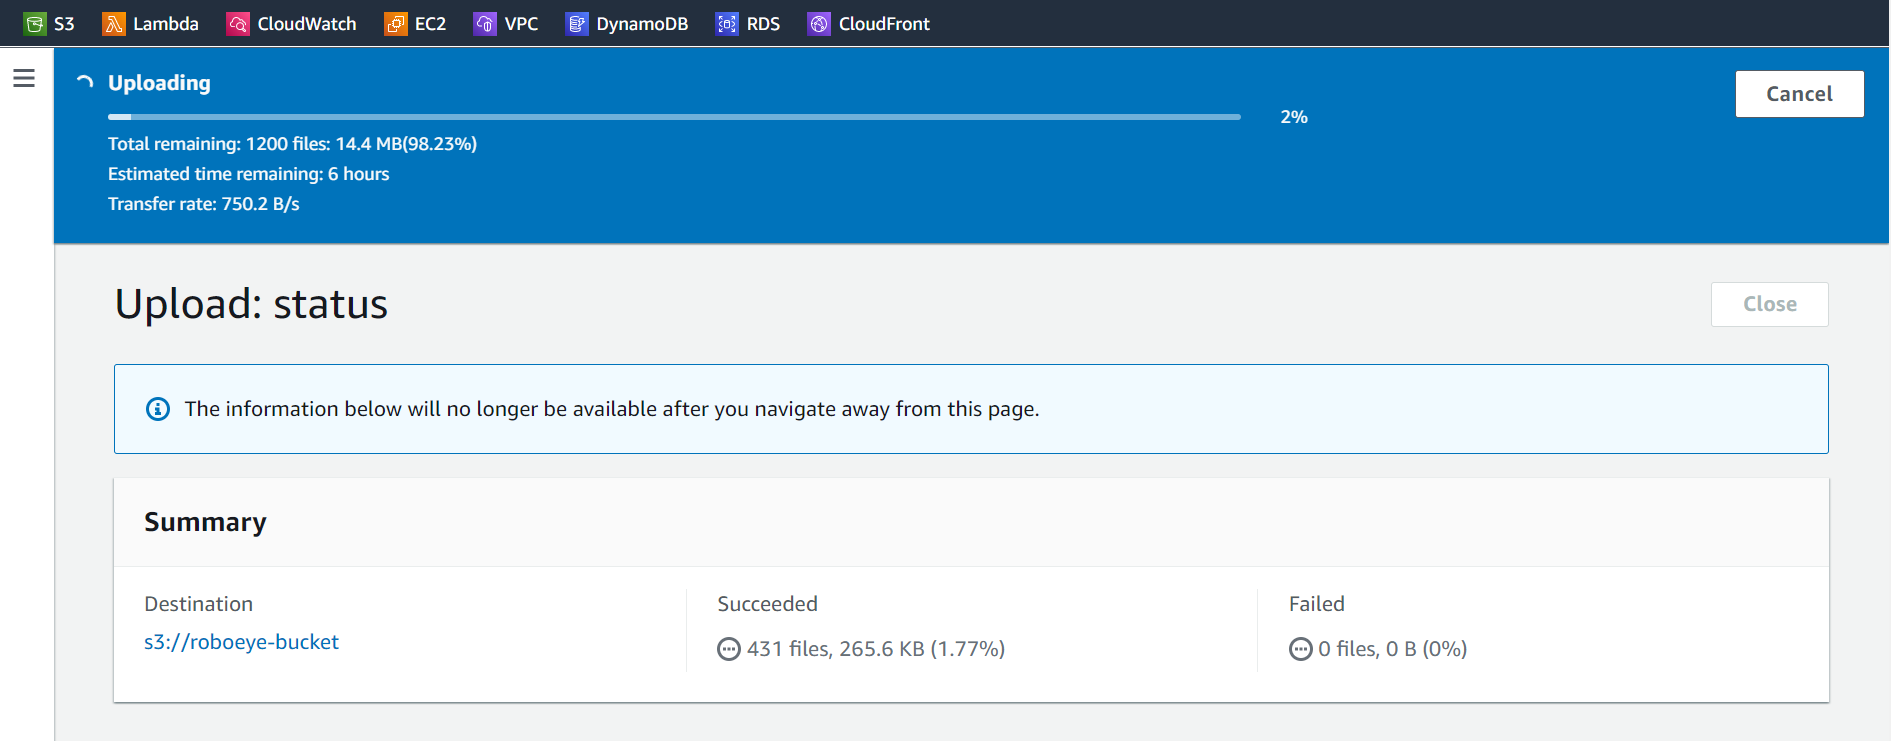 S3 Lambda CloudWatch EC2 VPC DynamoDB RDS CloudFront
Uploading
Cancel
2%
Total remaining: 1200 files: 14.4 MB(98.23%)
Estimated time remaining: 6 hours
Transfer rate: 750.2 B/s
Upload: status
Close
The information below will no longer be available after you navigate away from this page.
Summary
Destination
s3://roboeye-bucket
Succeeded
431 files, 265.6 KB (1.77%)
Failed
0 files, 0 B (0%)